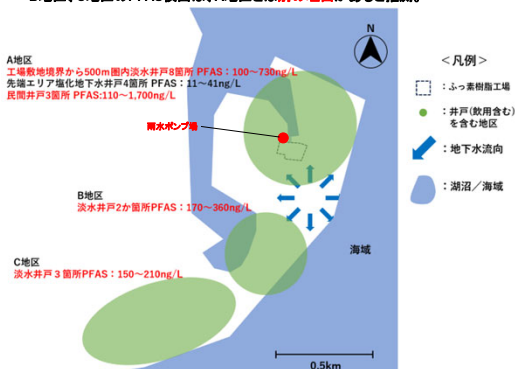 A地区
工場敷地境界から500m圏内淡水井戸8箇所 PFAS：100～730ng/L
先端エリア塩化地下水井戸4箇所 PFAS：11～41ng/L
民間井戸3箇所 PFAS:110～1,700ng/L
雨水ポンプ場
B地区
淡水井戸2か箇所PFAS：170～360ng/L
C地区
淡水井戸３箇所PFAS：150～210ng/L
海域
0.5km
N
＜凡例＞
：ふっ素樹脂工場
：井戸(飲用含む)
を含む地区
：地下水流向
：湖沼／海域